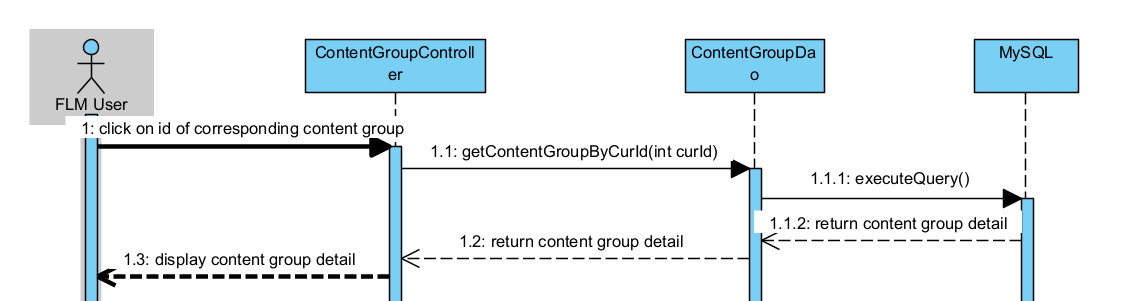 ContentGroupControll
er
ContentGroupDa
o
MySQL
FLM User
1: click on id of corresponding content group
1.1: getContentGroupByCurId(int curId)
1.1.1: executeQuery()
1.1.2: return content group detail
1.2: return content group detail
1.3: display content group detail